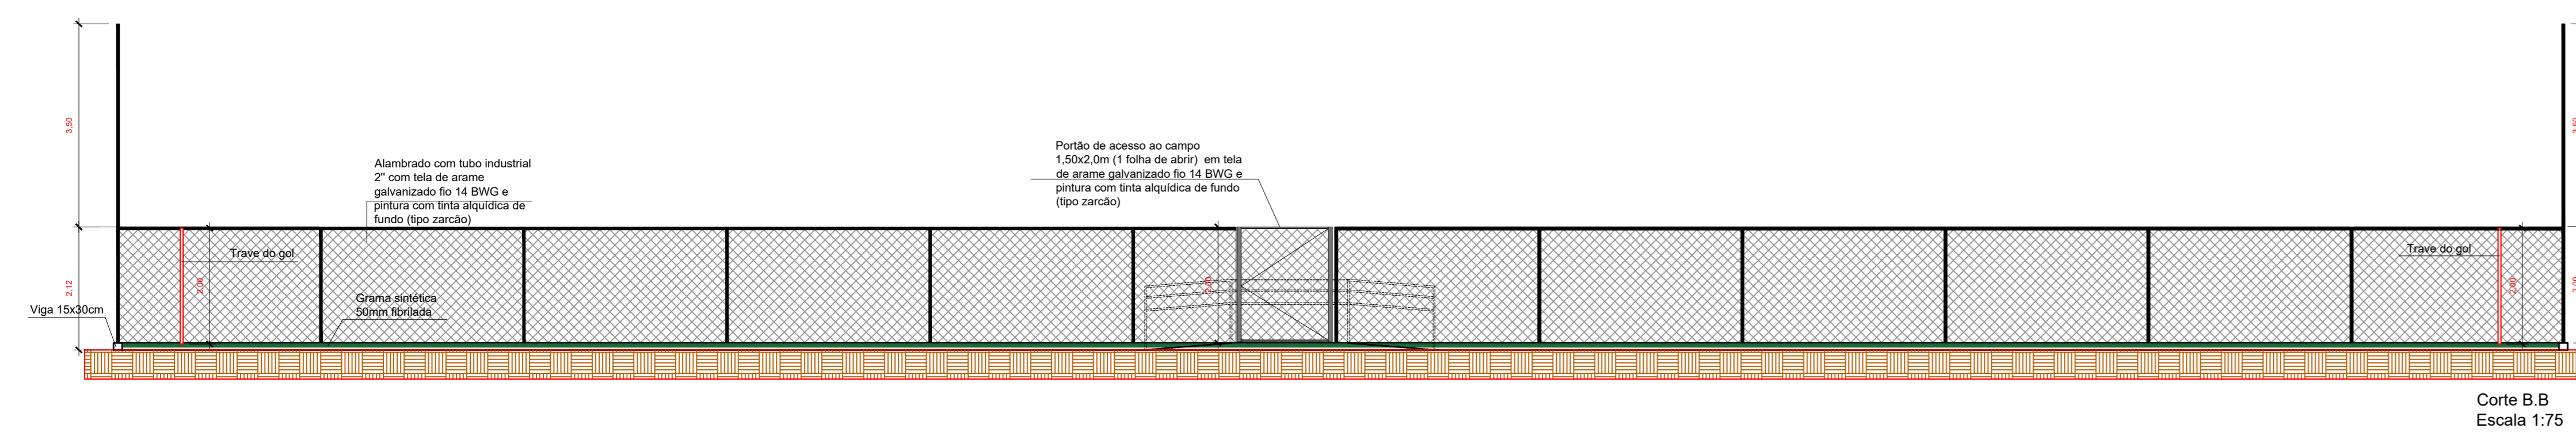 3,50
2,12
Viga 15x30cm
Alambrado com tubo industrial
2" com tela de arame
galvanizado fio 14 BWG e
pintura com tinta alquídica de
fundo (tipo zarcão)
Trave do gol
2,00
Grama sintética
50mm fibrilada
Portão de acesso ao campo
1,50x2,0m (1 folha de abrir) em tela
de arame galvanizado fio 14 BWG e
pintura com tinta alquídica de fundo
(tipo zarcão)
Trave do gol
2,00
3,50
2,00
Corte B.B
Escala 1:75